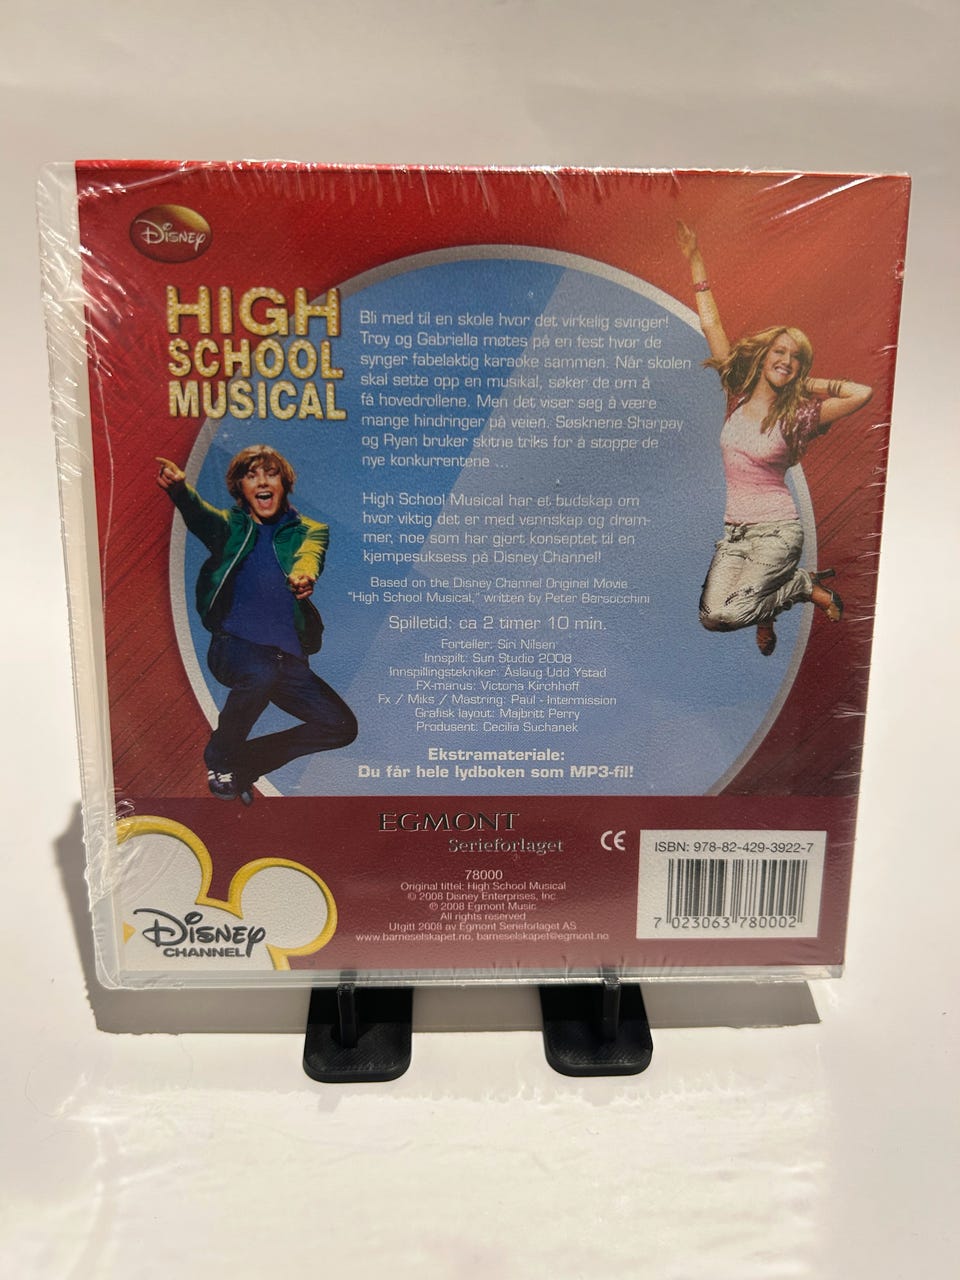 Disney
HIGH
SCHOOL
MUSICAL
Bli med til en skole hvor det virkelig svinger!
Troy og Gabriella møtes på en fest hvor de
synger fabelaktig karaoke sammen. Når skolen
skal sette opp en musikal, søker de om å
få hovedrollene. Men det viser seg å være
mange hindringer på veien. Søsknene Sharpay
og Ryan bruker skitne triks for å stoppe de
nye konkurrentene ...
High School Musical har et budskap om
hvor viktig det er med vennskap og drøm-
mer, noe som har gjort konseptet til en
kjempesuksess på Disney Channel!
Based on the Disney Channel Original Movie
"High School Musical," written by Peter Barsocchini
Spilletid: ca 2 timer 10 min.
Forteller: Siri Nilsen
Innspilt: Sun Studio 2008
Innspillingstekniker: Åslaug Udd Ystad
FX-manus: Victoria Kirchhoff
Fx / Miks / Mastring: Paul - Intermission
Grafisk layout: Majbritt Perry
Produsent: Cecilia Suchanek
Ekstramateriale:
Du får hele lydboken som MP3-fil!
EGMONT
Serieforlaget
CE
78000
Original tittel: High School Musical
© 2008 Disney Enterprises, Inc
℗ 2008 Egmont Music
All rights reserved
Utgitt 2008 av Egmont Serieforlaget AS
www.barneselskapet.no, barneselskapet@egmont.no
ISBN: 978-82-429-3922-7
7 023063 780002
Disney
CHANNEL